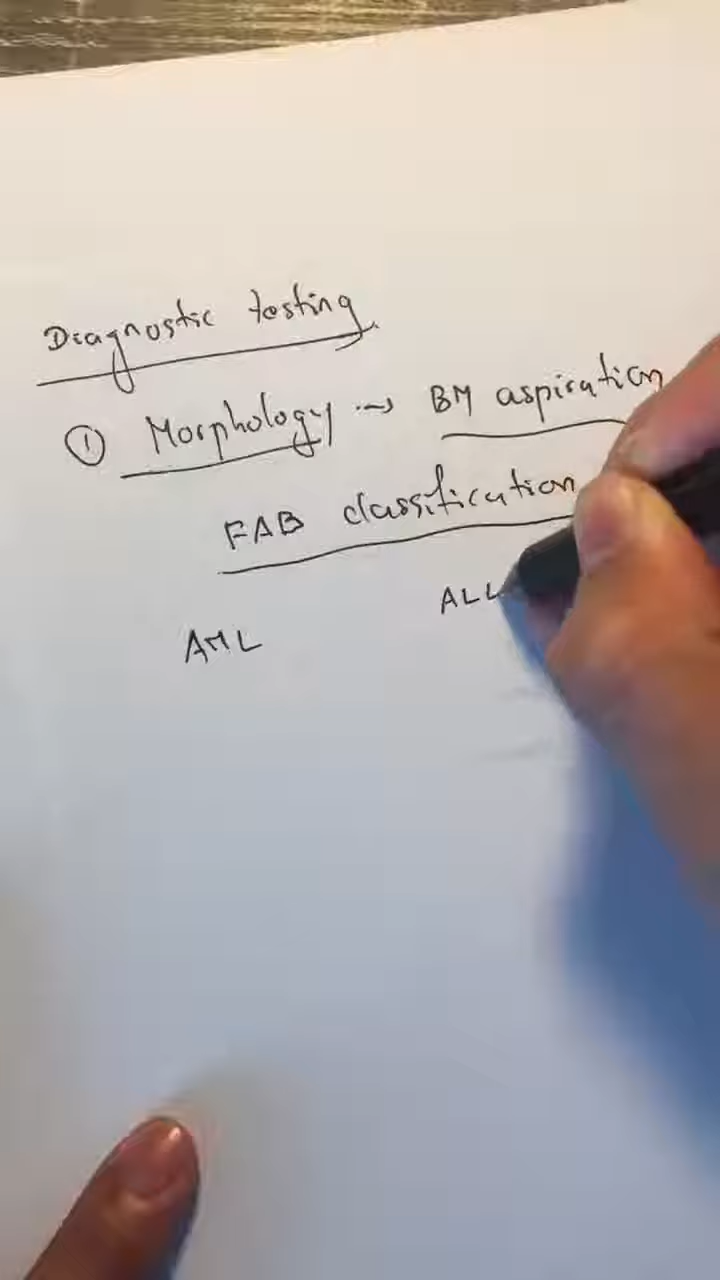 Diagnostic testing
① Morphology → BM aspiration
FAB classification
AML ALL